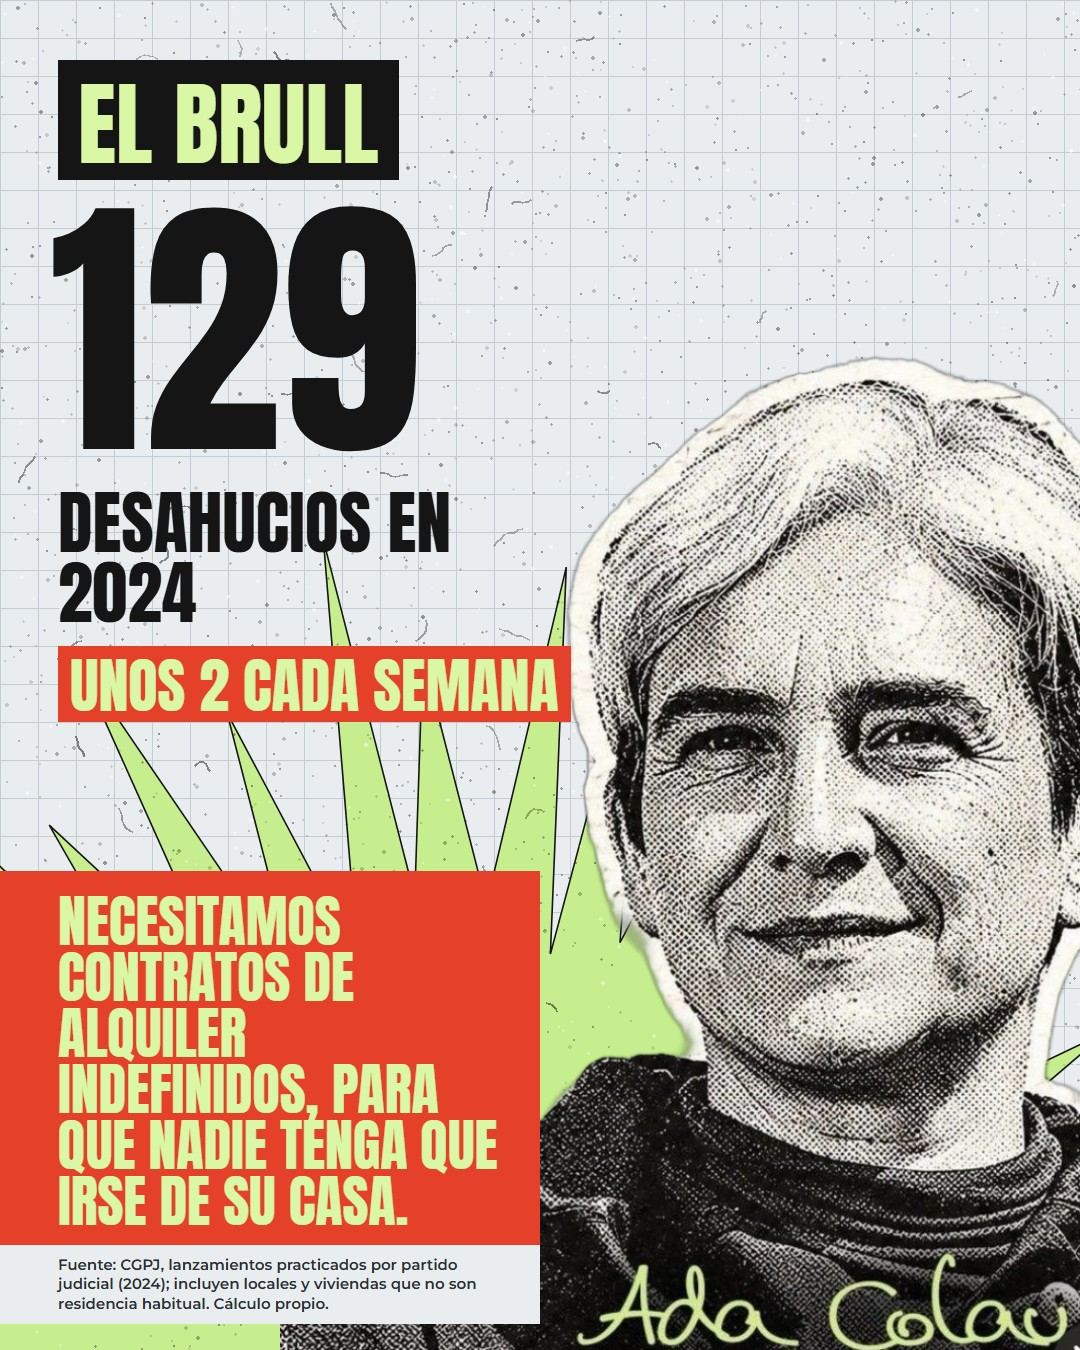 EL BRULL
129
DESAHUCIOS EN
2024
UNOS 2 CADA SEMANA
NECESITAMOS
CONTRATOS DE
ALQUILER
INDEFINIDOS, PARA
QUE NADIE TENGA QUE
IRSE DE SU CASA.
Fuente: CGPJ, lanzamientos practicados por partido
judicial (2024); incluyen locales y viviendas que no son
residencia habitual. Cálculo propio.
Ada Colau